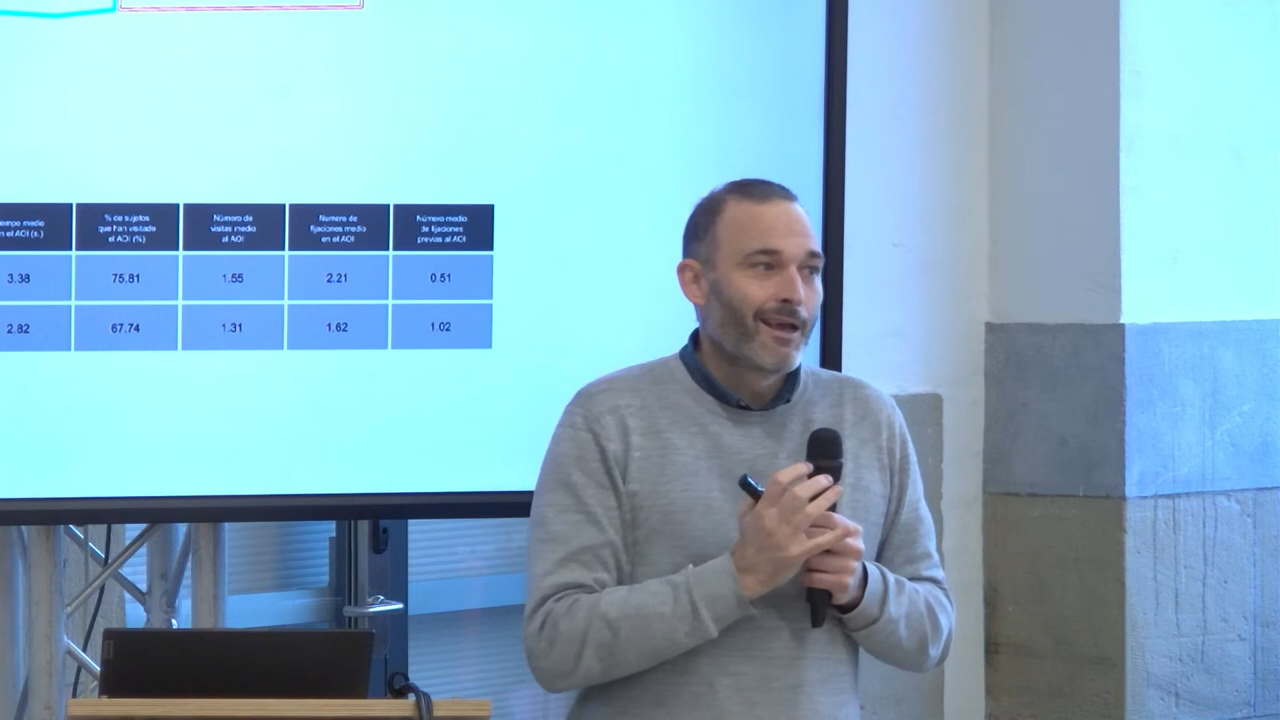 % de sujetos Número de Número de Número medio
empo medio que han visitado visitas medio fijaciones medio de fijaciones
n el AOI (s.) el AOI (%) al AOI en el AOI previas al AOI
3.38 75.81 1.55 2.21 0.51
2.82 67.74 1.31 1.62 1.02